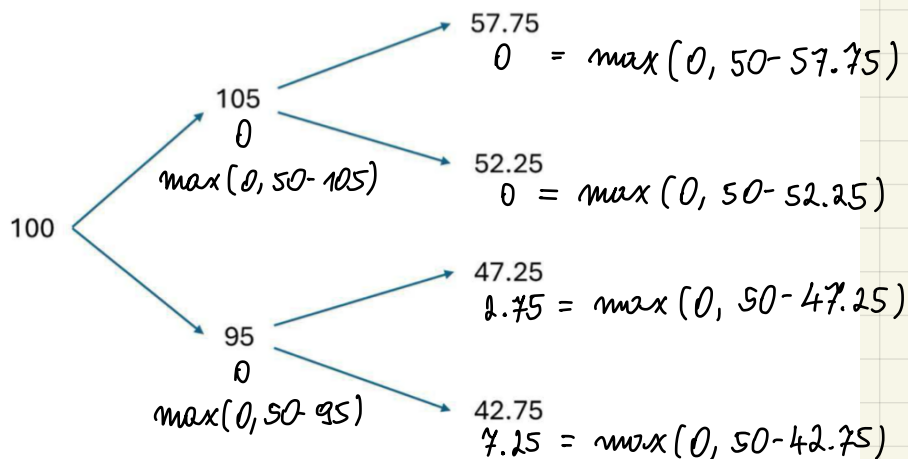 57.75
0 = max(0, 50-57.75)
105
0
max(0, 50-105)
52.25
0 = max(0, 50-52.25)
100
47.25
2.75 = max(0, 50-47.25)
95
0
max(0, 50-95)
42.75
7.25 = max(0, 50-42.75)